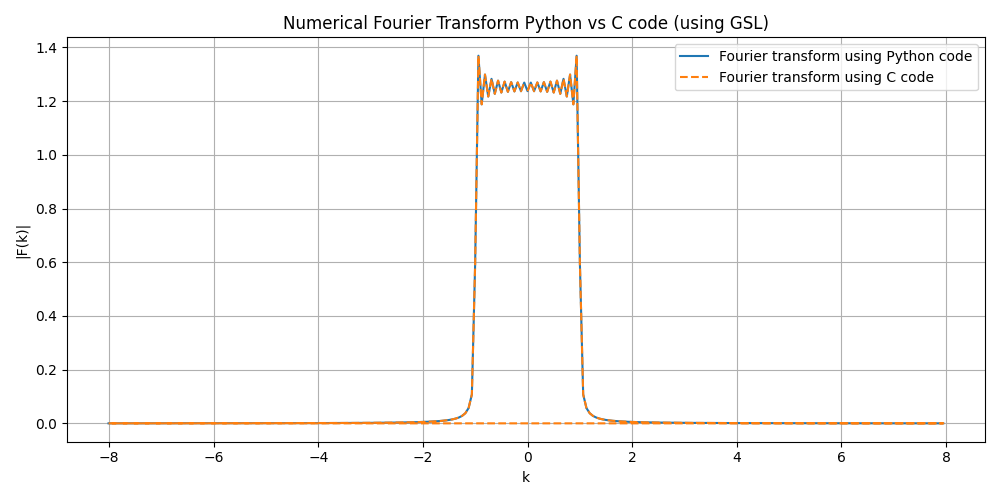 Numerical Fourier Transform Python vs C code (using GSL)
Fourier transform using Python code
Fourier transform using C code
|F(k)|
1.4
1.2
1.0
0.8
0.6
0.4
0.2
0.0
−8 −6 −4 −2 0 2 4 6 8
k